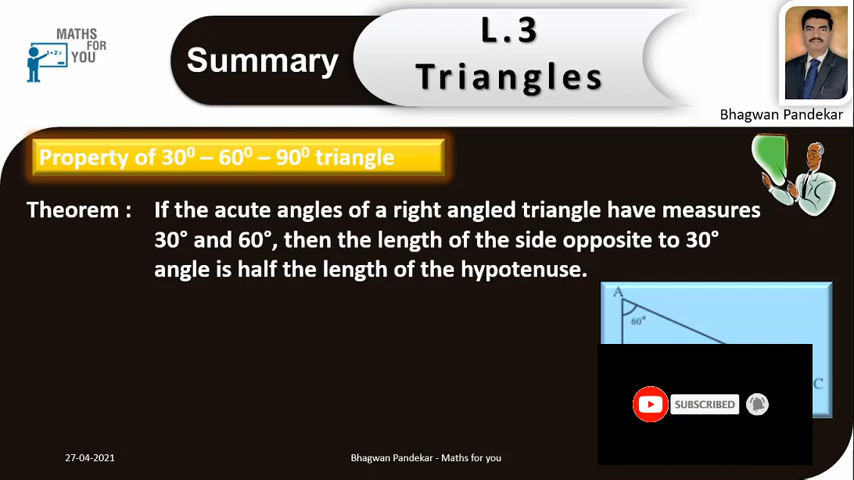 MATHS
FOR
YOU
1+2=
Summary
L.3
Triangles
Bhagwan Pandekar
Property of 30⁰ – 60⁰ – 90⁰ triangle
Theorem : If the acute angles of a right angled triangle have measures
30° and 60°, then the length of the side opposite to 30°
angle is half the length of the hypotenuse.
A
60°
C
SUBSCRIBED
27-04-2021
Bhagwan Pandekar - Maths for you